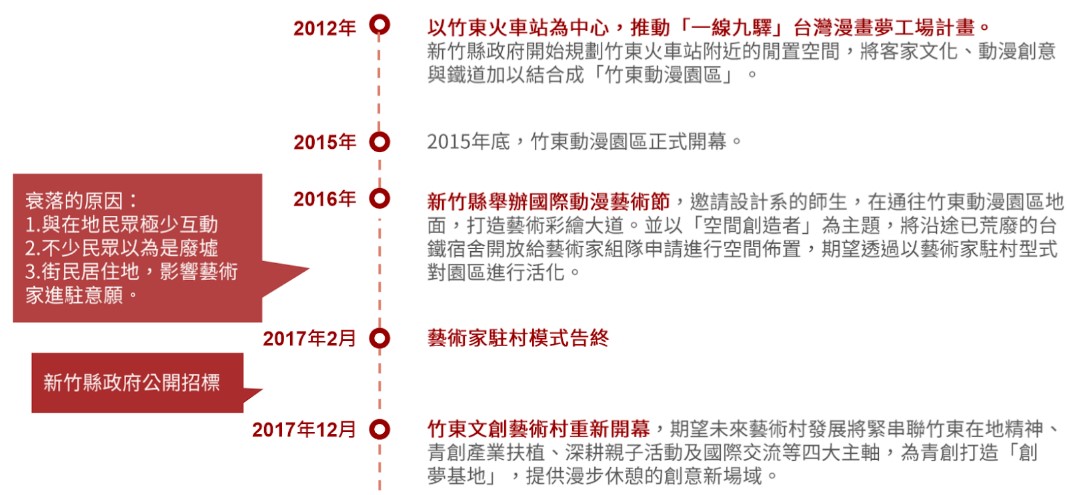 2012年
以竹東火車站為中心，推動「一線九驛」台灣漫畫夢工場計畫。
新竹縣政府開始規劃竹東火車站附近的閒置空間，將客家文化、動漫創意
與鐵道加以結合成「竹東動漫園區」。
2015年
2015年底，竹東動漫園區正式開幕。
2016年
新竹縣舉辦國際動漫藝術節，邀請設計系的師生，在通往竹東動漫園區地
面，打造藝術彩繪大道。並以「空間創造者」為主題，將沿途已荒廢的台
鐵宿舍開放給藝術家組隊申請進行空間佈置，期望透過以藝術家駐村型式
對園區進行活化。
衰落的原因：
1.與在地民眾極少互動
2.不少民眾以為是廢墟
3.街民居住地，影響藝術
家進駐意願。
2017年2月
藝術家駐村模式告終
新竹縣政府公開招標
2017年12月
竹東文創藝術村重新開幕，期望未來藝術村發展將緊串聯竹東在地精神、
青創產業扶植、深耕親子活動及國際交流等四大主軸，為青創打造「創
夢基地」，提供漫步休憩的創意新場域。